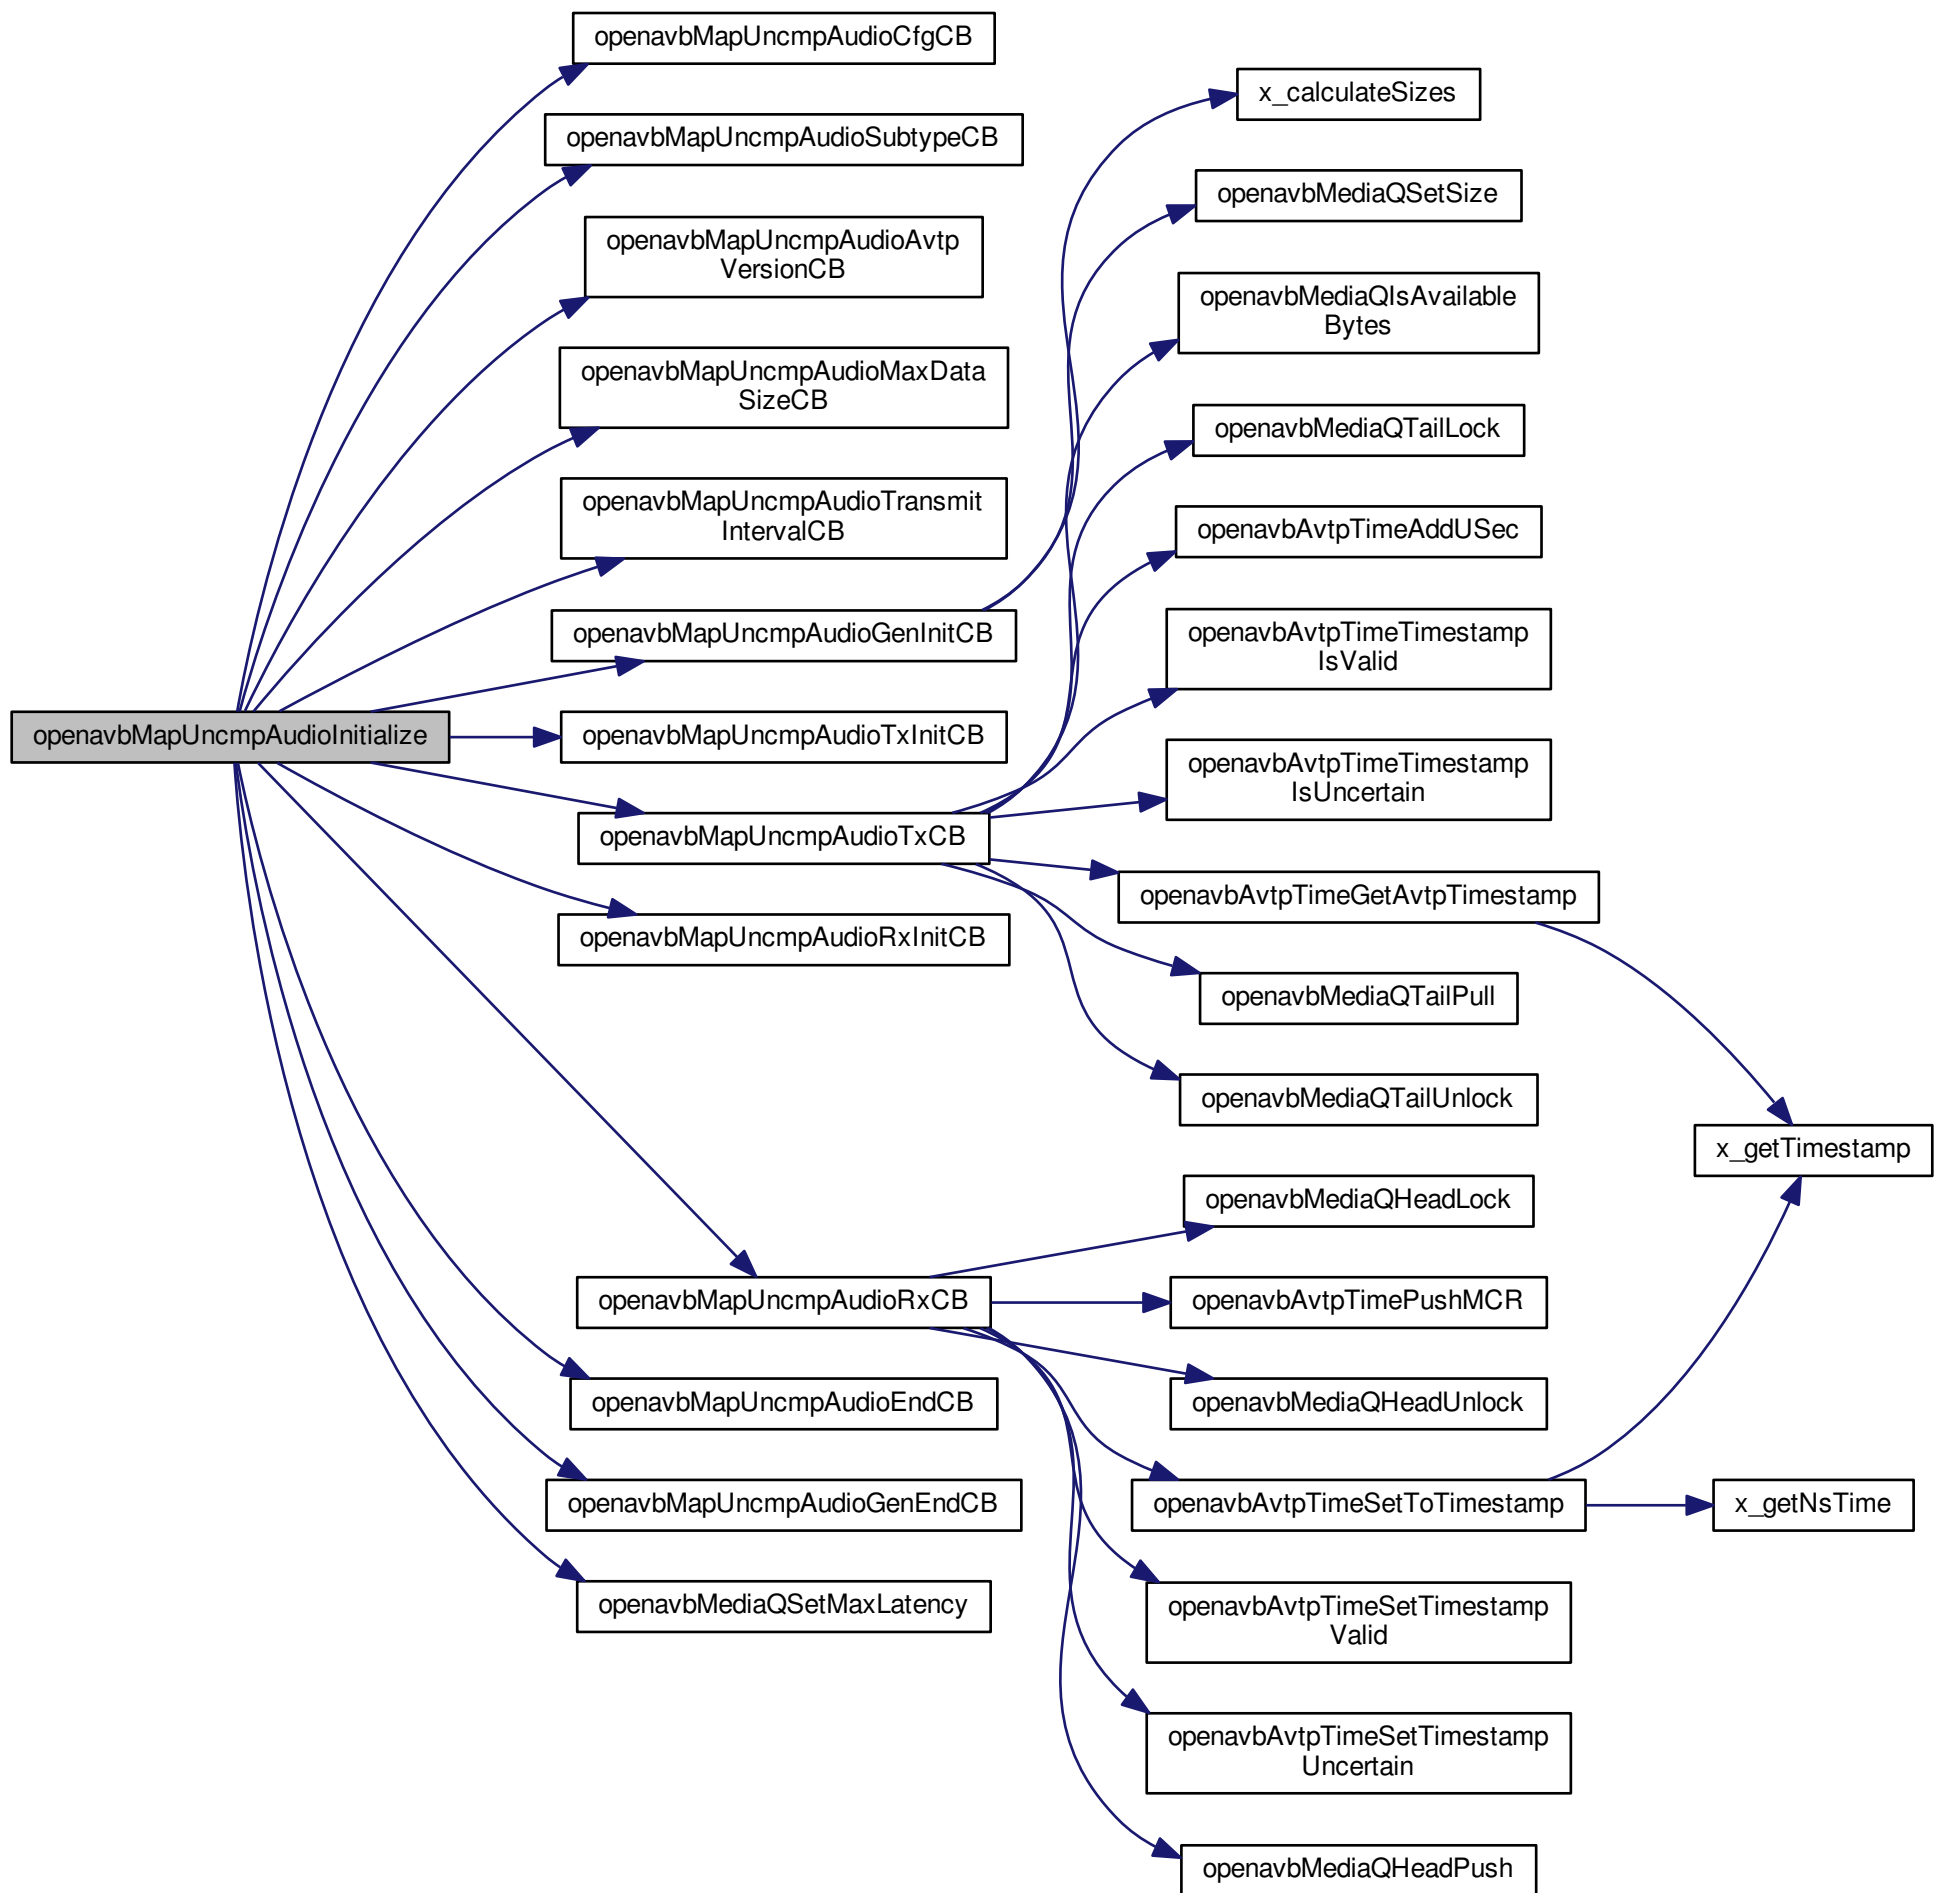 openavbMapUncmpAudioInitialize
openavbMapUncmpAudioCfgCB
openavbMapUncmpAudioSubtypeCB
openavbMapUncmpAudioAvtp
VersionCB
openavbMapUncmpAudioMaxData
SizeCB
openavbMapUncmpAudioTransmit
IntervalCB
openavbMapUncmpAudioGenInitCB
openavbMapUncmpAudioTxInitCB
openavbMapUncmpAudioTxCB
openavbMapUncmpAudioRxInitCB
openavbMapUncmpAudioRxCB
openavbMapUncmpAudioEndCB
openavbMapUncmpAudioGenEndCB
openavbMediaQSetMaxLatency
x_calculateSizes
openavbMediaQSetSize
openavbMediaQIsAvailable
Bytes
openavbMediaQTailLock
openavbAvtpTimeAddUSec
openavbAvtpTimeTimestamp
IsValid
openavbAvtpTimeTimestamp
IsUncertain
openavbAvtpTimeGetAvtpTimestamp
openavbMediaQTailPull
openavbMediaQTailUnlock
openavbMediaQHeadLock
openavbAvtpTimePushMCR
openavbMediaQHeadUnlock
openavbAvtpTimeSetToTimestamp
openavbAvtpTimeSetTimestamp
Valid
openavbAvtpTimeSetTimestamp
Uncertain
openavbMediaQHeadPush
x_getTimestamp
x_getNsTime